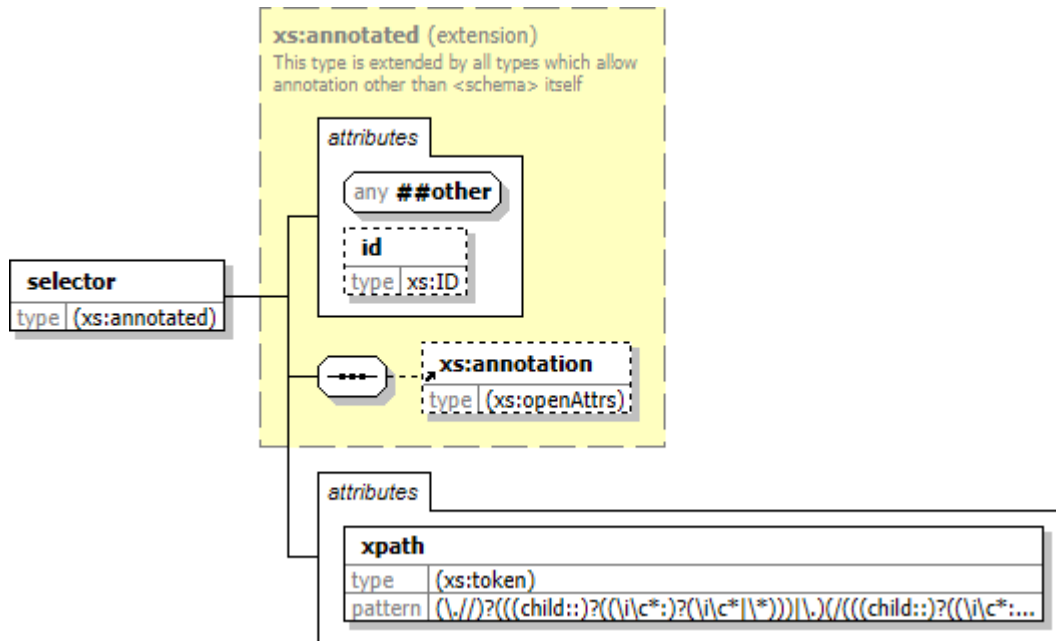 xs:annotated (extension)
This type is extended by all types which allow
annotation other than <schema> itself
attributes
any ##other
id
type xs:ID
selector
type (xs:annotated)
xs:annotation
type (xs:openAttrs)
attributes
xpath
type (xs:token)
pattern (\.//)?(((child::)?((\i\c*:)?(\i\c*|\*)))|\.)(/(((child::)?((\i\c*:...